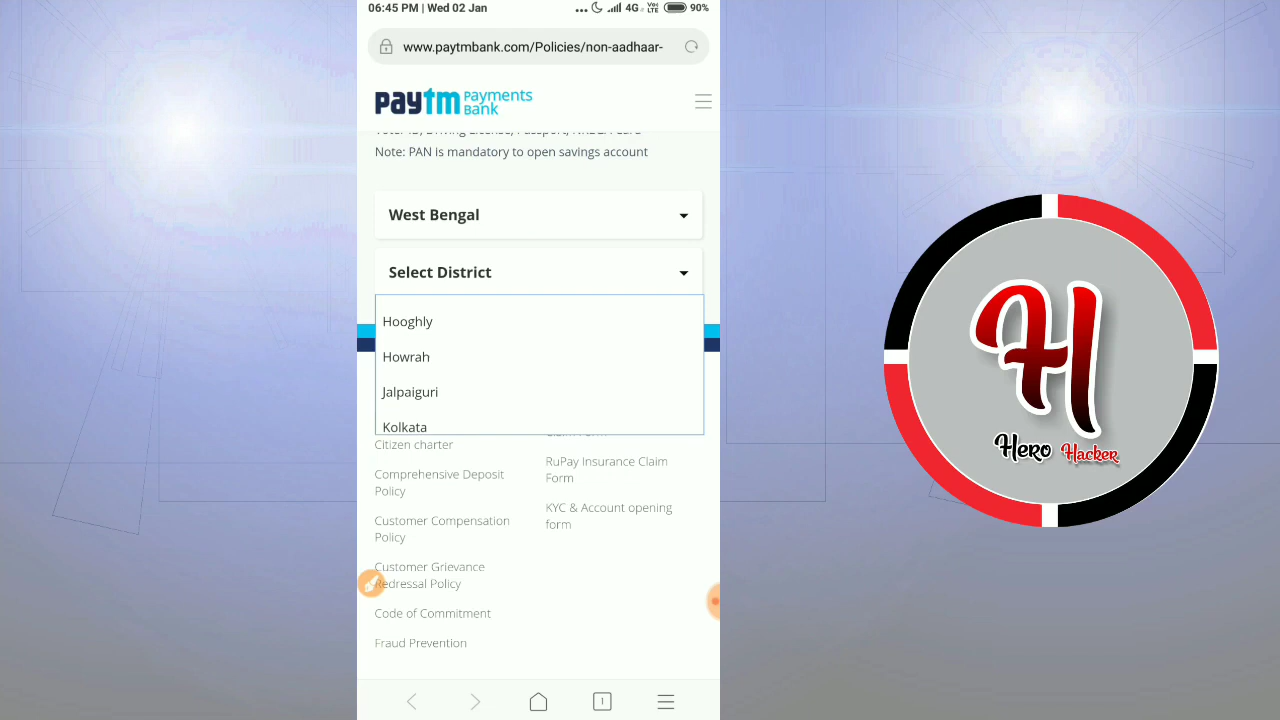 06:45 PM | Wed 02 Jan
4G
VoLTE
90%
www.paytmbank.com/Policies/non-aadhaar-
paytm Payments Bank
Note: PAN is mandatory to open savings account
West Bengal
Select District
Hooghly
Howrah
Jalpaiguri
Kolkata
Citizen charter
Comprehensive Deposit
Policy
Customer Compensation
Policy
Customer Grievance
Redressal Policy
Code of Commitment
Fraud Prevention
RuPay Insurance Claim
Form
KYC & Account opening
form
1
H
Hero Hacker